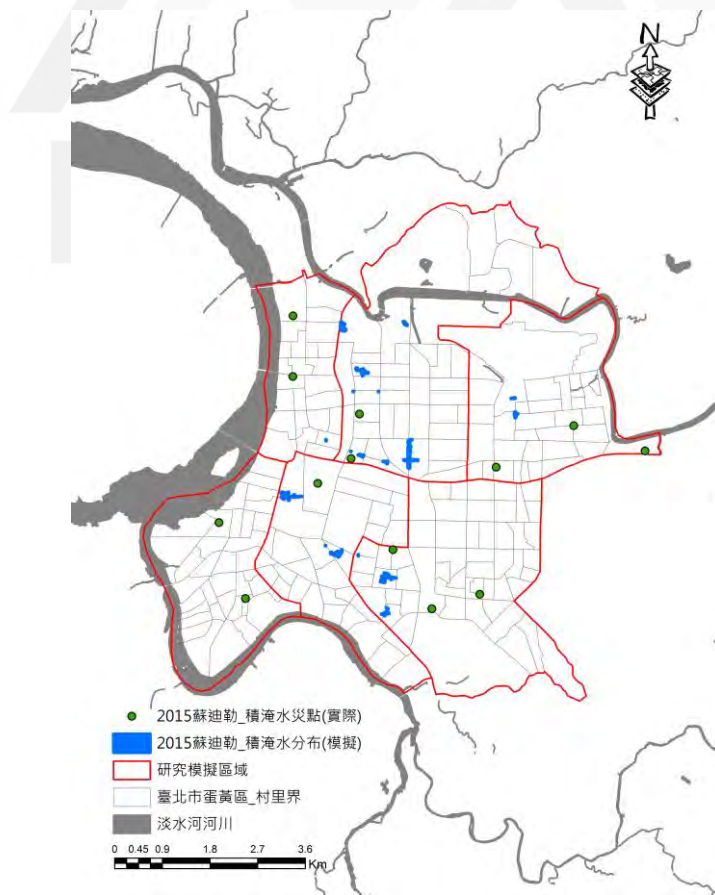 N
2015蘇迪勒_積淹水災點(實際)
2015蘇迪勒_積淹水分布(模擬)
研究模擬區域
臺北市蛋黃區_村里界
淡水河河川
0 0.45 0.9 1.8 2.7 3.6
Km